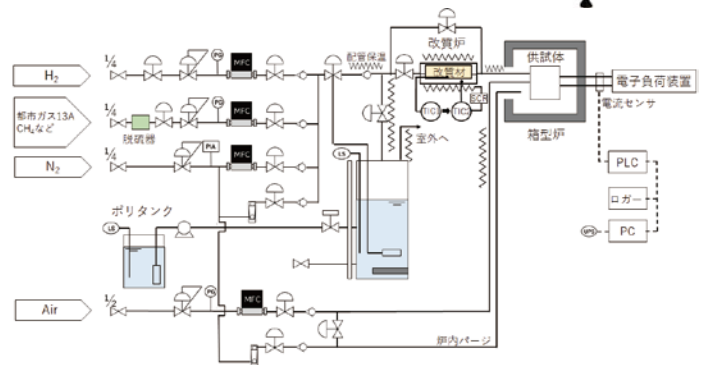 H₂
1/4
PG
MFC
配管保温
改質炉
改質材
TIC
TIC2
SCR
供試体
箱型炉
電子負荷装置
電流センサ
都市ガス13A
CH₄など
1/4
脱硫器
PG
MFC
室外へ
N₂
1/4
PIA
MFC
LS
PLC
ロガー
UPS
PC
ポリタンク
LS
Air
1/2
PG
MFC
炉内パージ